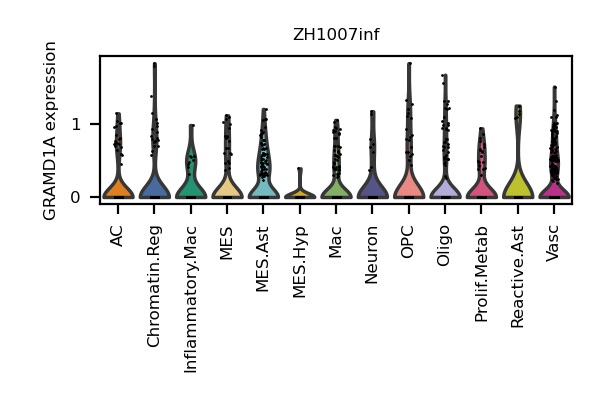 ZH1007inf
GRAMD1A expression
1
0
AC
Chromatin.Reg
Inflammatory.Mac
MES
MES.Ast
MES.Hyp
Mac
Neuron
OPC
Oligo
Prolif.Metab
Reactive.Ast
Vasc